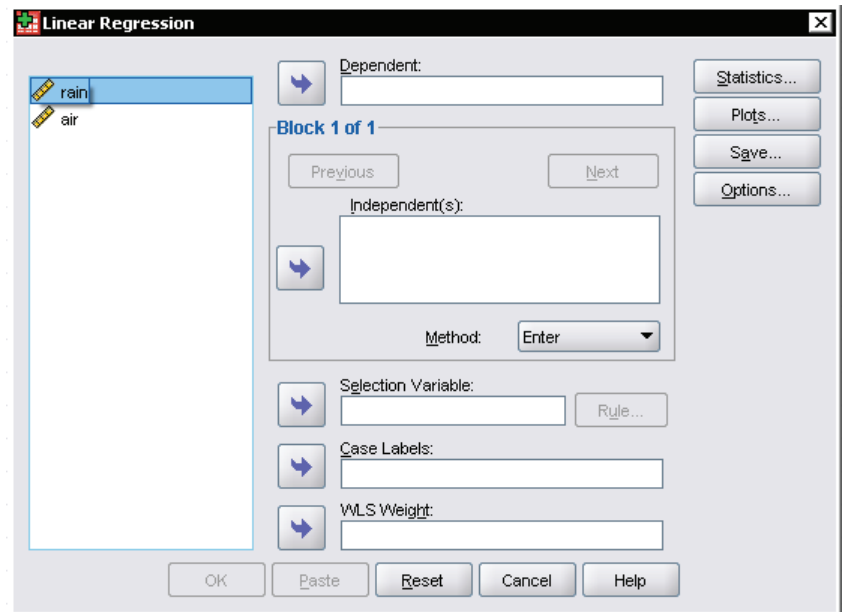 Linear Regression
rain
air
Dependent:
Block 1 of 1
Previous
Next
Independent(s):
Method:
Enter
Selection Variable:
Rule...
Case Labels:
WLS Weight:
Statistics...
Plots...
Save...
Options...
OK
Paste
Reset
Cancel
Help